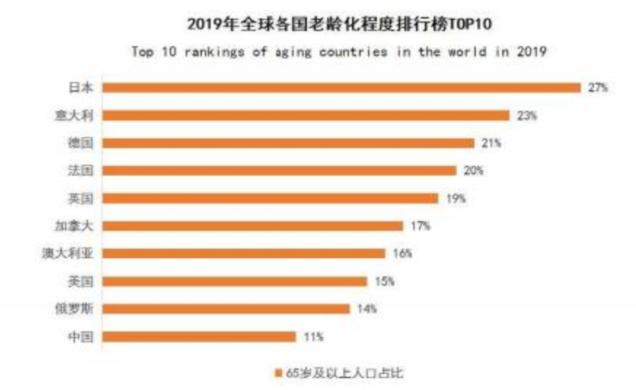 2019年全球各国老龄化程度排行榜TOP10
Top 10 rankings of aging countries in the world in 2019
日本 27%
意大利 23%
德国 21%
法国 20%
英国 19%
加拿大 17%
澳大利亚 16%
美国 15%
俄罗斯 14%
中国 11%
65岁及以上人口占比